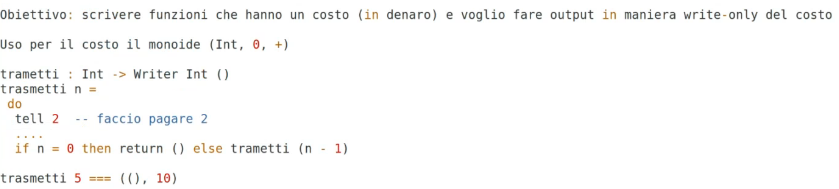 Obiettivo: scrivere funzioni che hanno un costo (in denaro) e voglio fare output in maniera write-only del costo
Uso per il costo il monoide (Int, 0, +)
trametti : Int -> Writer Int ()
trasmetti n =
do
tell 2 -- faccio pagare 2
....
if n = 0 then return () else trametti (n - 1)
trasmetti 5 === ((), 10)